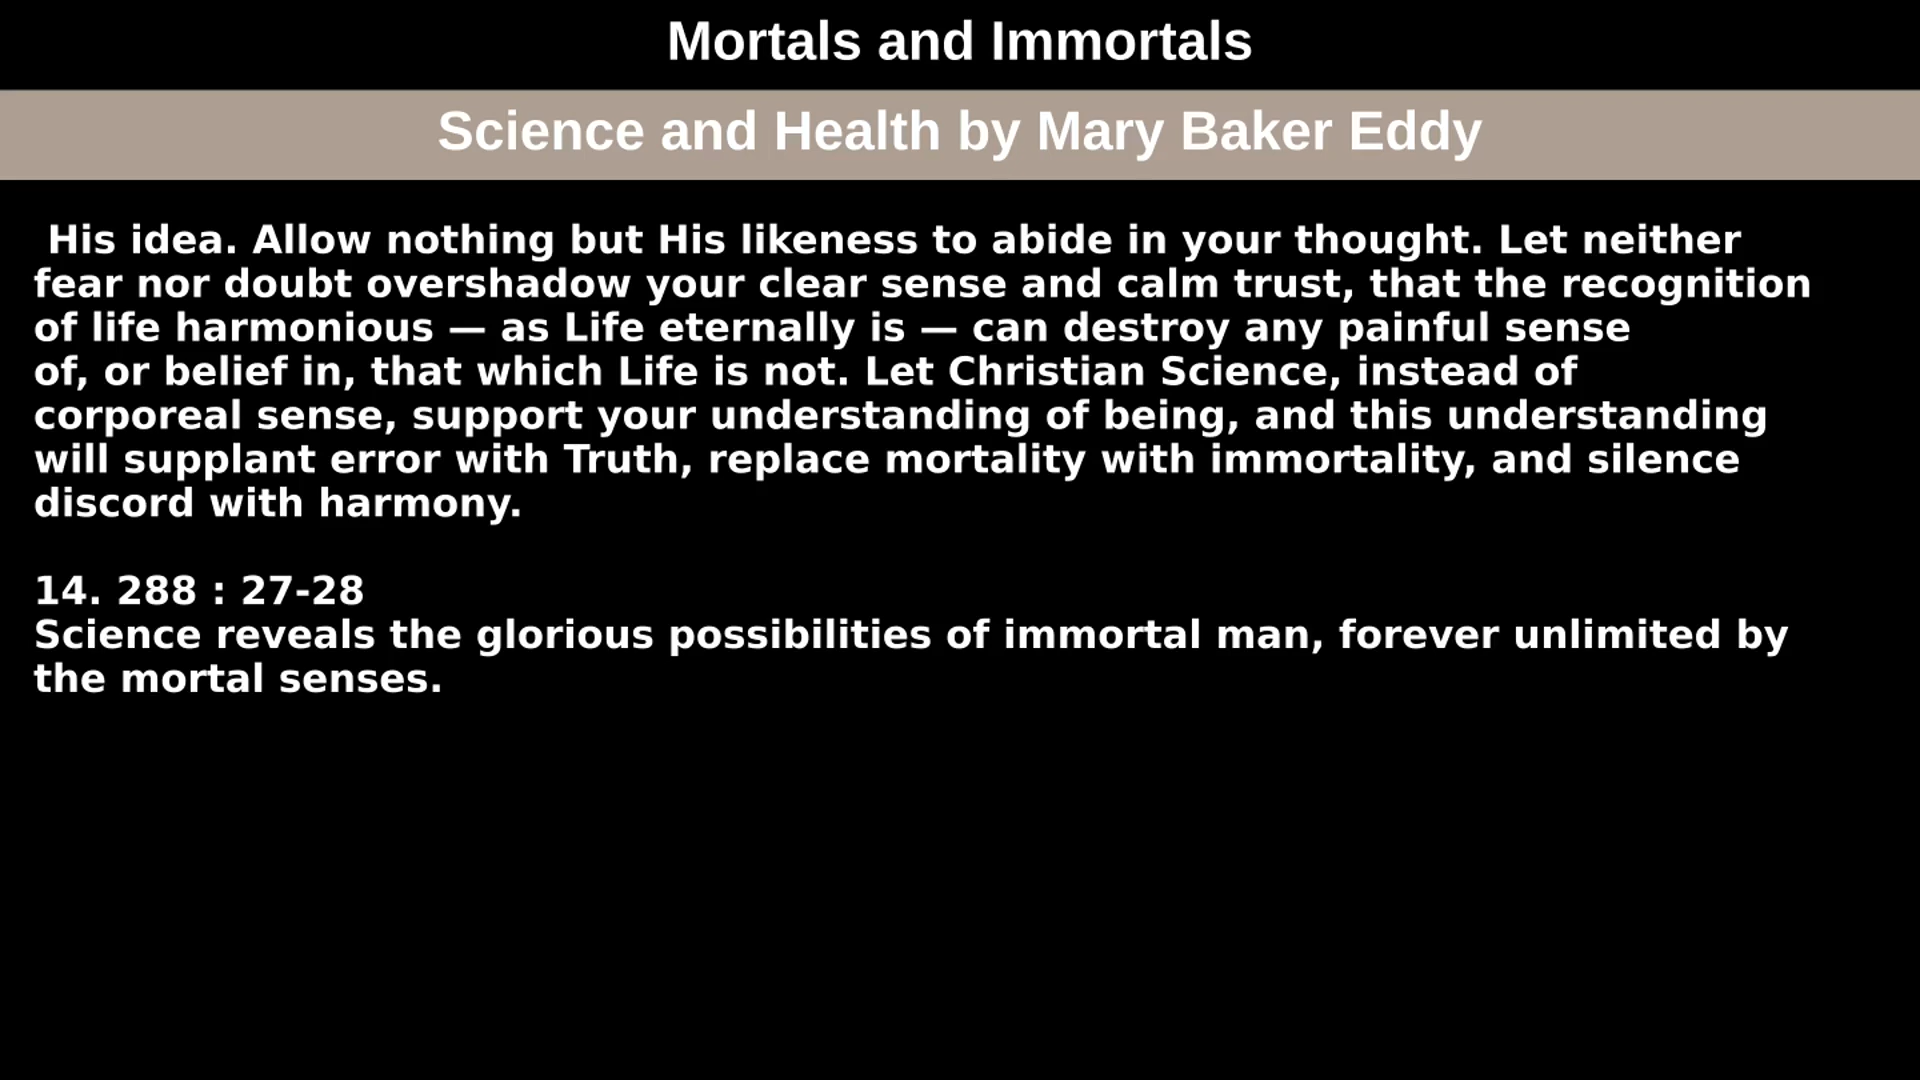 Mortals and Immortals
Science and Health by Mary Baker Eddy
His idea. Allow nothing but His likeness to abide in your thought. Let neither
fear nor doubt overshadow your clear sense and calm trust, that the recognition
of life harmonious — as Life eternally is — can destroy any painful sense
of, or belief in, that which Life is not. Let Christian Science, instead of
corporeal sense, support your understanding of being, and this understanding
will supplant error with Truth, replace mortality with immortality, and silence
discord with harmony.
14. 288 : 27-28
Science reveals the glorious possibilities of immortal man, forever unlimited by
the mortal senses.